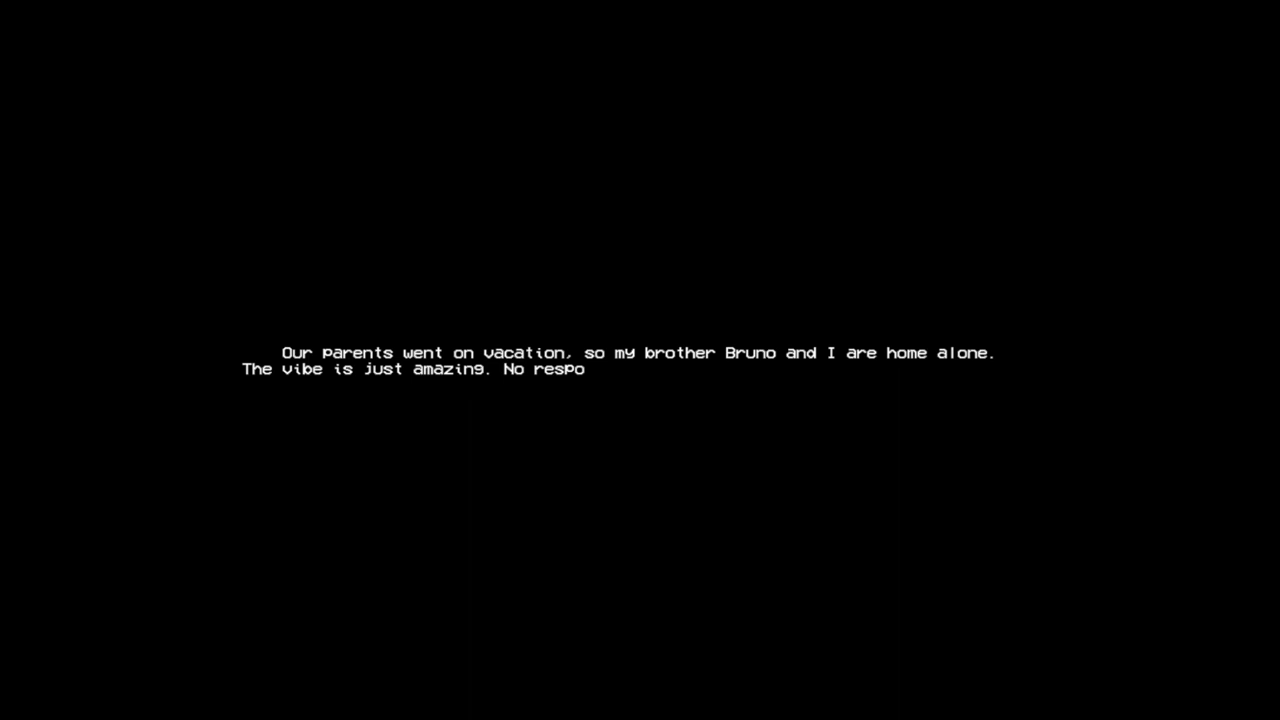 Our parents went on vacation, so my brother Bruno and I are home alone.
The vibe is just amazing. No respo